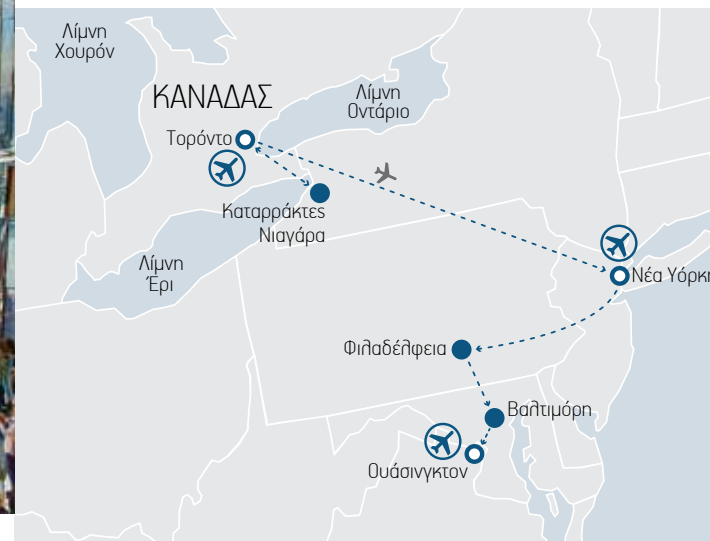 Λίμνη
Χουρόν
ΚΑΝΑΔΑΣ
Λίμνη
Οντάριο
Τορόντο
Καταρράκτες
Νιαγάρα
Λίμνη
Έρι
Νέα Υόρκη
Φιλαδέλφεια
Βαλτιμόρη
Ουάσινγκτον